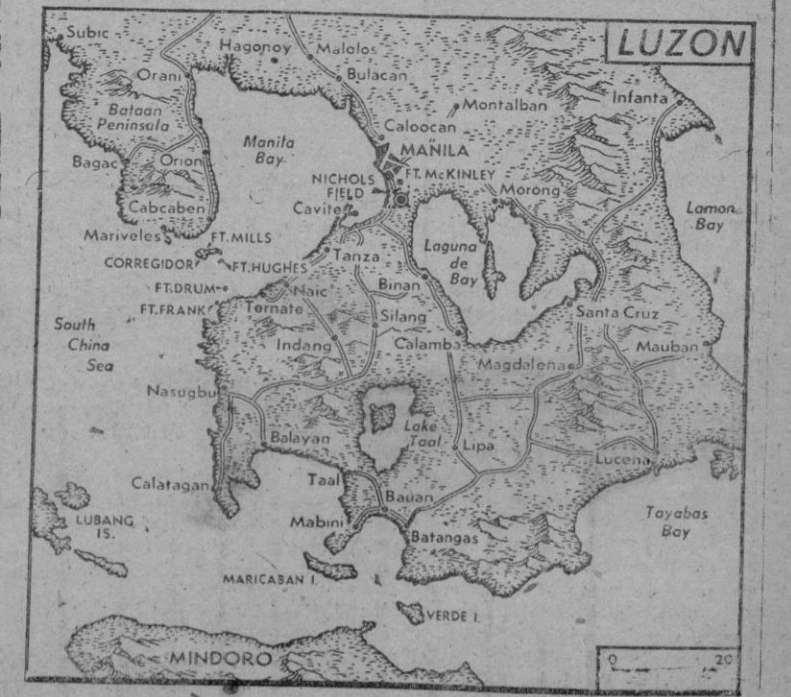 LUZON
Subic
Hagonoy
Malolos
Orani
Bulacan
Infanta
Bataan
Peninsula
Montalban
Manila
Bay
Caloocan
MANILA
Bagac
Orion
FT. McKINLEY
NICHOLS
FIELD
Morong
Cabcaben
Cavite
Lamon
Bay
Mariveles
FT. MILLS
Laguna
de
Bay
CORREGIDOR
FT. HUGHES
Tanza
FT. DRUM
Naic
Binan
FT. FRANK
Ternate
Silang
Santa Cruz
South
China
Sea
Indang
Calamba
Mauban
Magdalena
Nasugbu
Lake
Taal
Balayan
Lipa
Lucena
Calatagan
Taal
Bauan
LUBANG
IS.
Mabini
Batangas
Tayabas
Bay
MARICABAN I.
VERDE I.
MINDORO
0 20